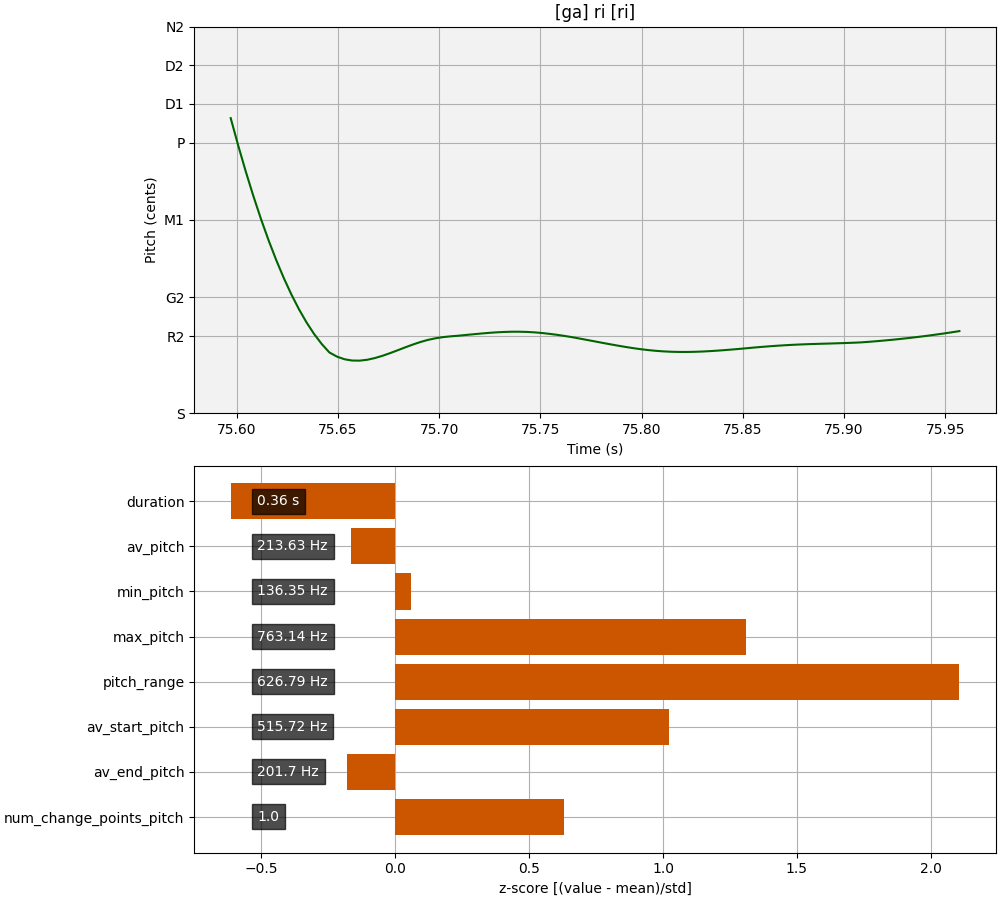 [ga] ri [ri]
N2
D2
D1
P
M1
G2
R2
S
Pitch (cents)
75.60 75.65 75.70 75.75 75.80 75.85 75.90 75.95
Time (s)
duration 0.36 s
av_pitch 213.63 Hz
min_pitch 136.35 Hz
max_pitch 763.14 Hz
pitch_range 626.79 Hz
av_start_pitch 515.72 Hz
av_end_pitch 201.7 Hz
num_change_points_pitch 1.0
−0.5 0.0 0.5 1.0 1.5 2.0
z-score [(value - mean)/std]